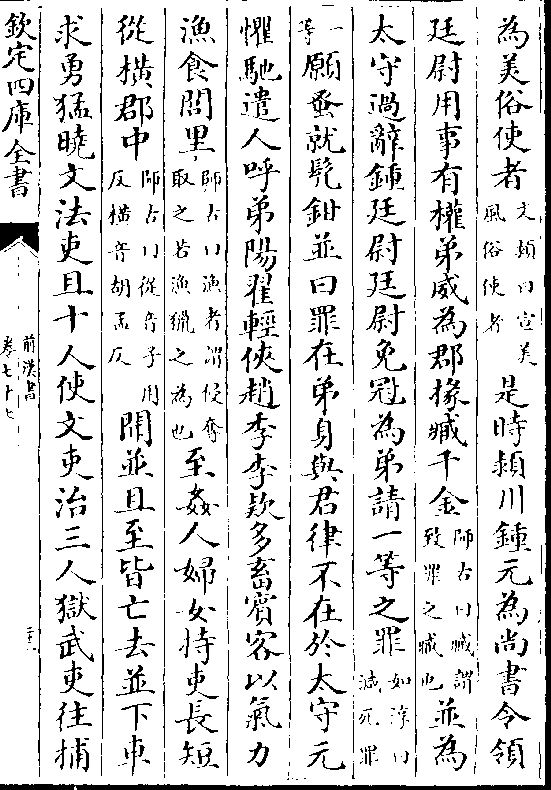 為美俗使者文頴曰宣美風俗使者是時頴川鍾元為尚書令領
廷尉用事有權弟威為郡掾臧千金師古曰臧謂致罪之臧也並為
太守過辭鍾廷尉廷尉免冠為弟請一等之罪如淳曰減死罪
一等願蚤就髠鉗並曰罪在弟身與君律不在於太守元
懼馳遣人呼弟陽翟輕俠趙季李欵多畜賓客以氣力
漁食閭里師古曰漁者謂侵奪取之若漁獵之為也至姦人婦女持吏長短
從橫郡中師古曰從音子用反橫音胡孟反聞並且至皆亡去並下車
求勇猛曉文法吏且十人使文吏治三人獄武吏往捕
欽定四庫全書
前漢書
卷七十七